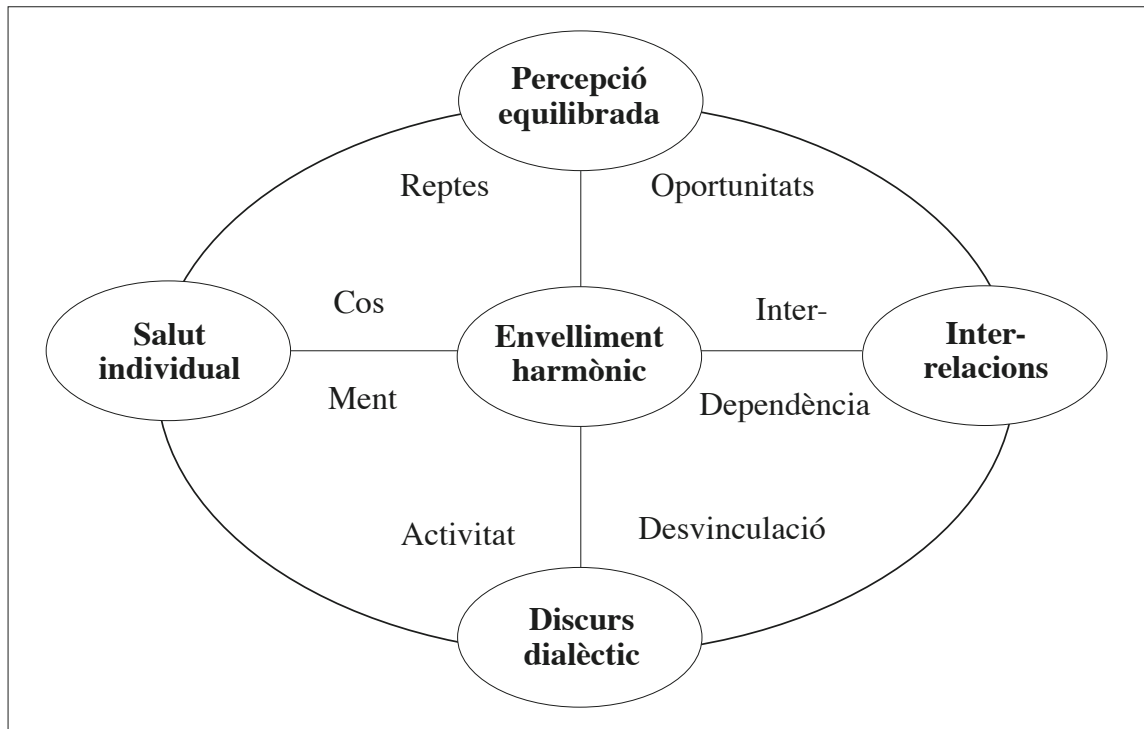 Percepció
equilibrada
Reptes
Oportunitats
Cos
Inter-
Salut
individual
Envelliment
harmònic
Inter-
relacions
Ment
Dependència
Activitat
Desvinculació
Discurs
dialèctic